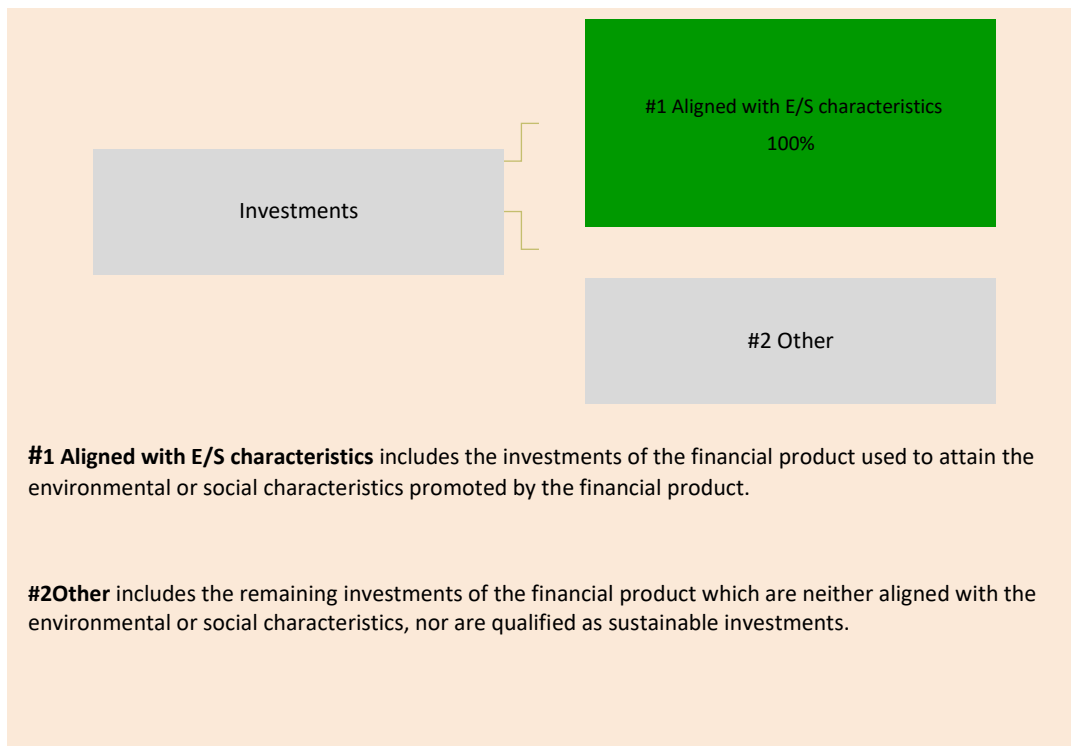 #1 Aligned with E/S characteristics
100%
Investments
#2 Other
#1 Aligned with E/S characteristics includes the investments of the financial product used to attain the
environmental or social characteristics promoted by the financial product.
#2Other includes the remaining investments of the financial product which are neither aligned with the
environmental or social characteristics, nor are qualified as sustainable investments.